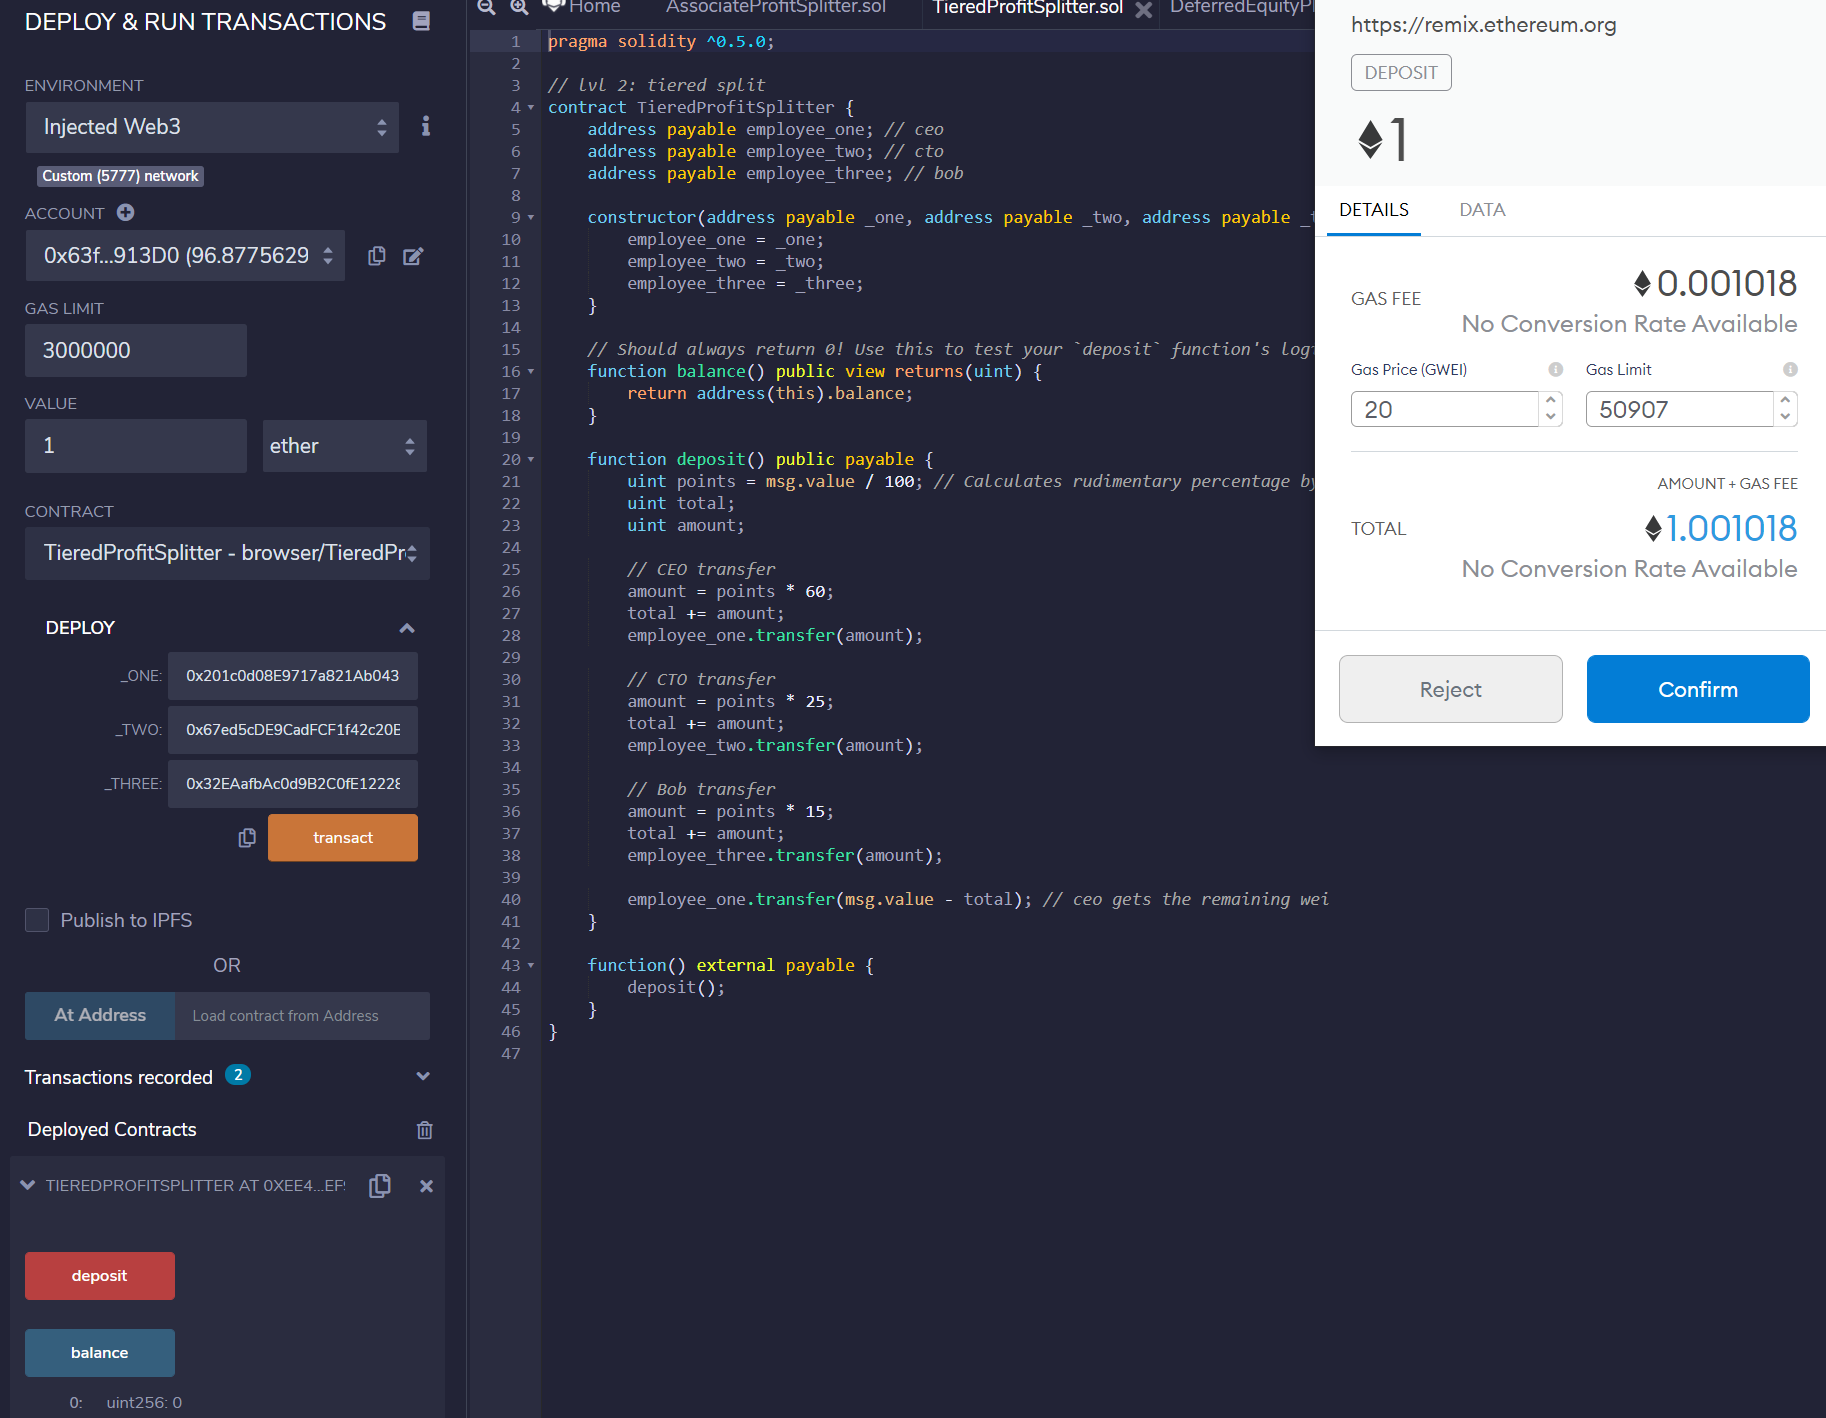 DEPLOY & RUN TRANSACTIONS
ENVIRONMENT
Injected Web3
Custom (5777) network
ACCOUNT
0x63f...913D0 (96.8775629
GAS LIMIT
3000000
VALUE
1
ether
CONTRACT
TieredProfitSplitter - browser/TieredPr
DEPLOY
_ONE: 0x201c0d08E9717a821Ab043
_TWO: 0x67ed5cDE9CadFCF1f42c20E
_THREE: 0x32EAafbAc0d9B2C0fE12228
transact
Publish to IPFS
OR
At Address
Load contract from Address
Transactions recorded 2
Deployed Contracts
TIEREDPROFITSPLITTER AT 0XEE4...EF9
deposit
balance
0: uint256: 0
Home
AssociateProfitSplitter.sol
TieredProfitSplitter.sol
DeferredEquityPl
1 pragma solidity ^0.5.0;
2
3 // lvl 2: tiered split
4 contract TieredProfitSplitter {
5     address payable employee_one; // ceo
6     address payable employee_two; // cto
7     address payable employee_three; // bob
8
9     constructor(address payable _one, address payable _two, address payable _t
10         employee_one = _one;
11         employee_two = _two;
12         employee_three = _three;
13     }
14
15     // Should always return 0! Use this to test your `deposit` function's logi
16     function balance() public view returns(uint) {
17         return address(this).balance;
18     }
19
20     function deposit() public payable {
21         uint points = msg.value / 100; // Calculates rudimentary percentage by
22         uint total;
23         uint amount;
24
25         // CEO transfer
26         amount = points * 60;
27         total += amount;
28         employee_one.transfer(amount);
29
30         // CTO transfer
31         amount = points * 25;
32         total += amount;
33         employee_two.transfer(amount);
34
35         // Bob transfer
36         amount = points * 15;
37         total += amount;
38         employee_three.transfer(amount);
39
40         employee_one.transfer(msg.value - total); // ceo gets the remaining wei
41     }
42
43     function() external payable {
44         deposit();
45     }
46 }
47
https://remix.ethereum.org
DEPOSIT
1
DETAILS
DATA
GAS FEE
0.001018
No Conversion Rate Available
Gas Price (GWEI)
Gas Limit
20
50907
AMOUNT + GAS FEE
TOTAL
1.001018
No Conversion Rate Available
Reject
Confirm